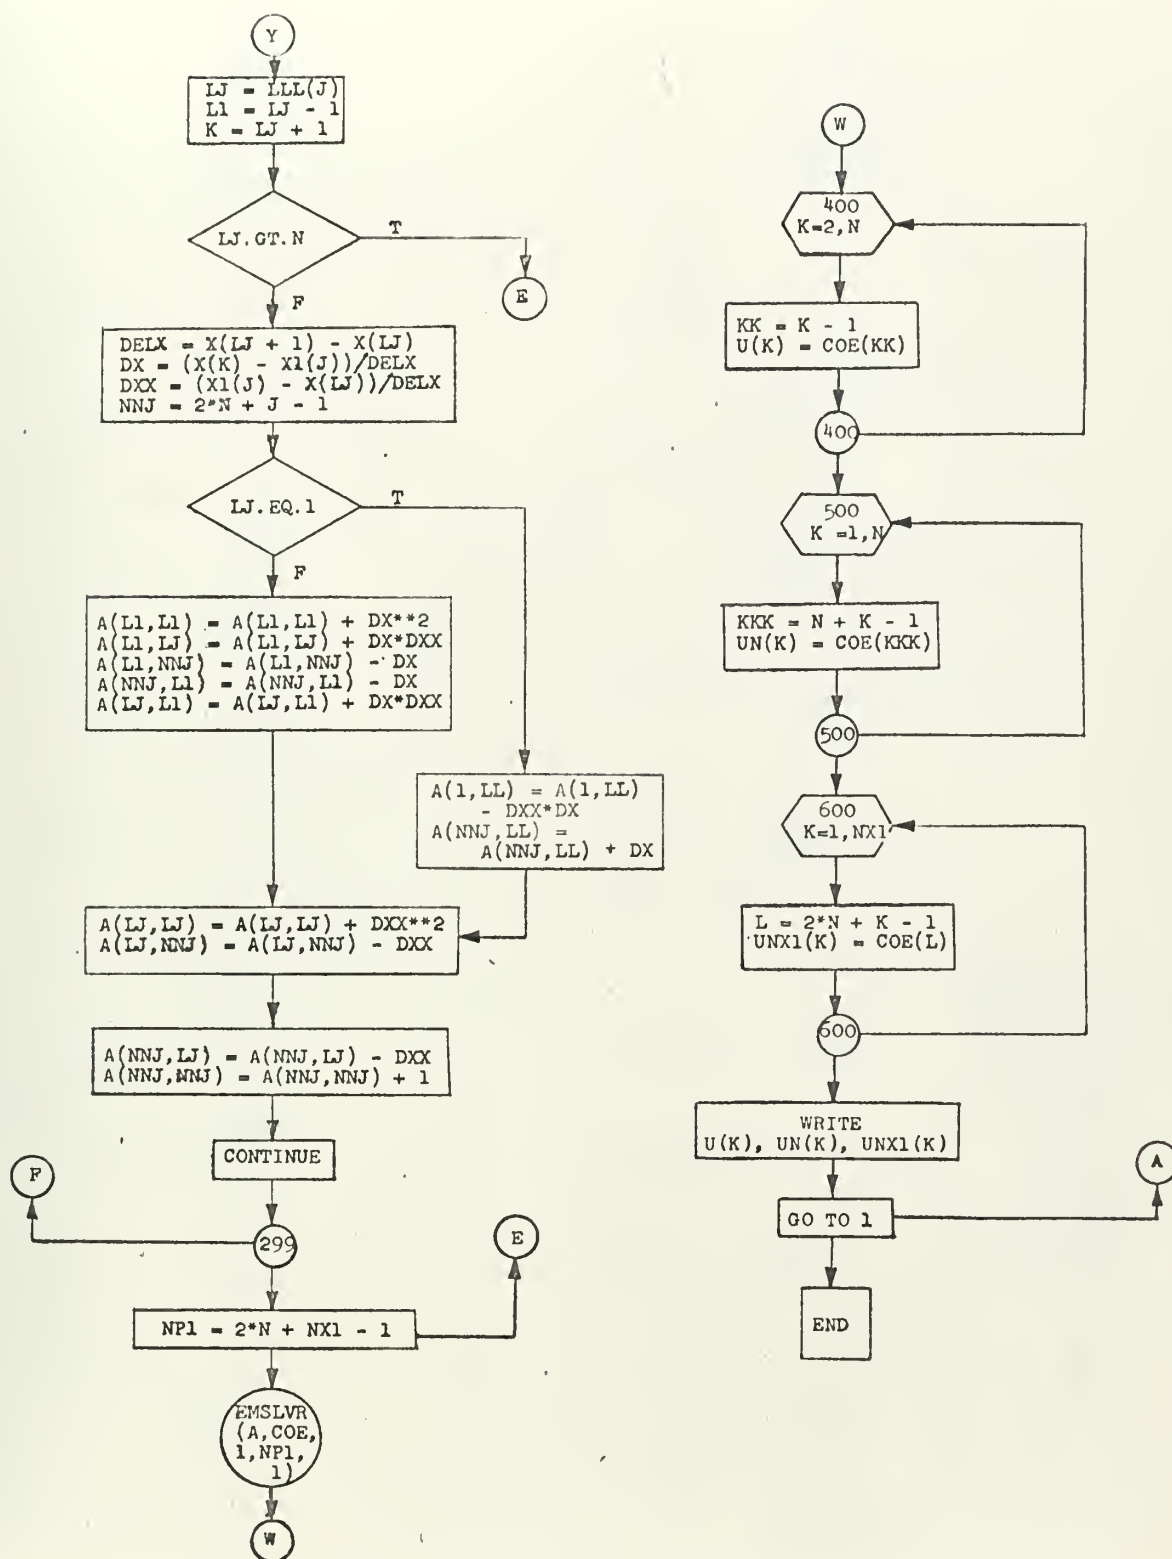 Y
LJ = LLL(J)
L1 = LJ - 1
K = LJ + 1
LJ.GT.N
T
E
F
DELX = X(LJ + 1) - X(LJ)
DX = (X(K) - X1(J))/DELX
DXX = (X1(J) - X(LJ))/DELX
NNJ = 2*N + J - 1
LJ.EQ.1
T
F
A(L1,L1) = A(L1,L1) + DX**2
A(L1,LJ) = A(L1,LJ) + DX*DXX
A(L1,NNJ) = A(L1,NNJ) - DX
A(NNJ,L1) = A(NNJ,L1) - DX
A(LJ,L1) = A(LJ,L1) + DX*DXX
A(1,LL) = A(1,LL)
- DXX*DX
A(NNJ,LL) =
A(NNJ,LL) + DX
A(LJ,LJ) = A(LJ,LJ) + DXX**2
A(LJ,NNJ) = A(LJ,NNJ) - DXX
A(NNJ,LJ) = A(NNJ,LJ) - DXX
A(NNJ,NNJ) = A(NNJ,NNJ) + 1
CONTINUE
F
299
E
NP1 = 2*N + NX1 - 1
EMSLVR
(A,COE,
1,NP1,
1)
W
W
400
K=2,N
KK = K - 1
U(K) = COE(KK)
400
500
K =1,N
KKK = N + K - 1
UN(K) = COE(KKK)
500
600
K=1,NX1
L = 2*N + K - 1
UNX1(K) = COE(L)
600
WRITE
U(K), UN(K), UNX1(K)
A
GO TO 1
END